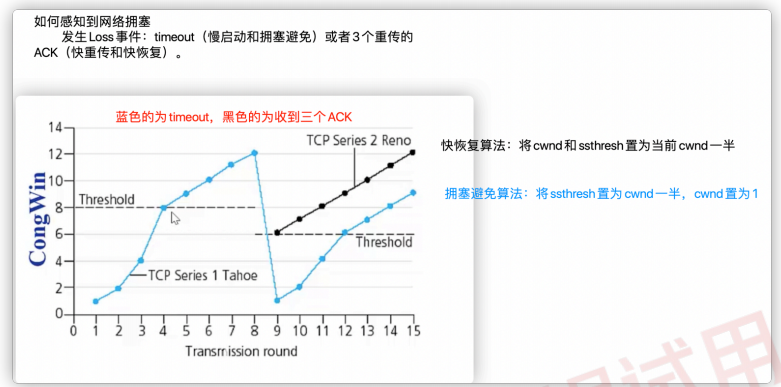 如何感知到网络拥塞
发生Loss事件：timeout（慢启动和拥塞避免）或者3个重传的
ACK（快重传和快恢复）。
蓝色的为timeout，黑色的为收到三个ACK
14
12
10
8
6
4
2
0
CongWin
TCP Series 2 Reno
Threshold
Threshold
TCP Series 1 Tahoe
0 1 2 3 4 5 6 7 8 9 10 11 12 13 14 15
Transmission round
快恢复算法：将cwnd和ssthresh置为当前cwnd一半
拥塞避免算法：将ssthresh置为cwnd一半，cwnd置为1
试用